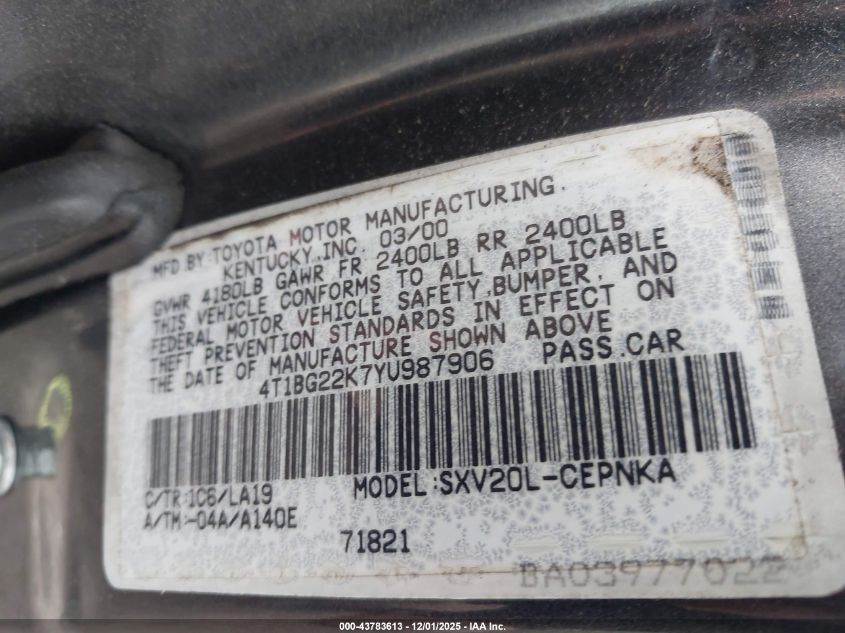 MFD.BY:TOYOTA MOTOR MANUFACTURING.
KENTUCKY,INC. 03/00
GVWR 4180LB GAWR FR 2400LB RR 2400LB
THIS VEHICLE CONFORMS TO ALL APPLICABLE
FEDERAL MOTOR VEHICLE SAFETY,BUMPER, AND
THEFT PREVENTION STANDARDS IN EFFECT ON
THE DATE OF MANUFACTURE SHOWN ABOVE
4T1BG22K7YU987906 PASS.CAR
C/TR:1C6/LA19 MODEL:SXV20L-CEPNKA
A/TM:-04A/A140E
71821
BA03977022
000-43783613 • 12/01/2025 - IAA Inc.